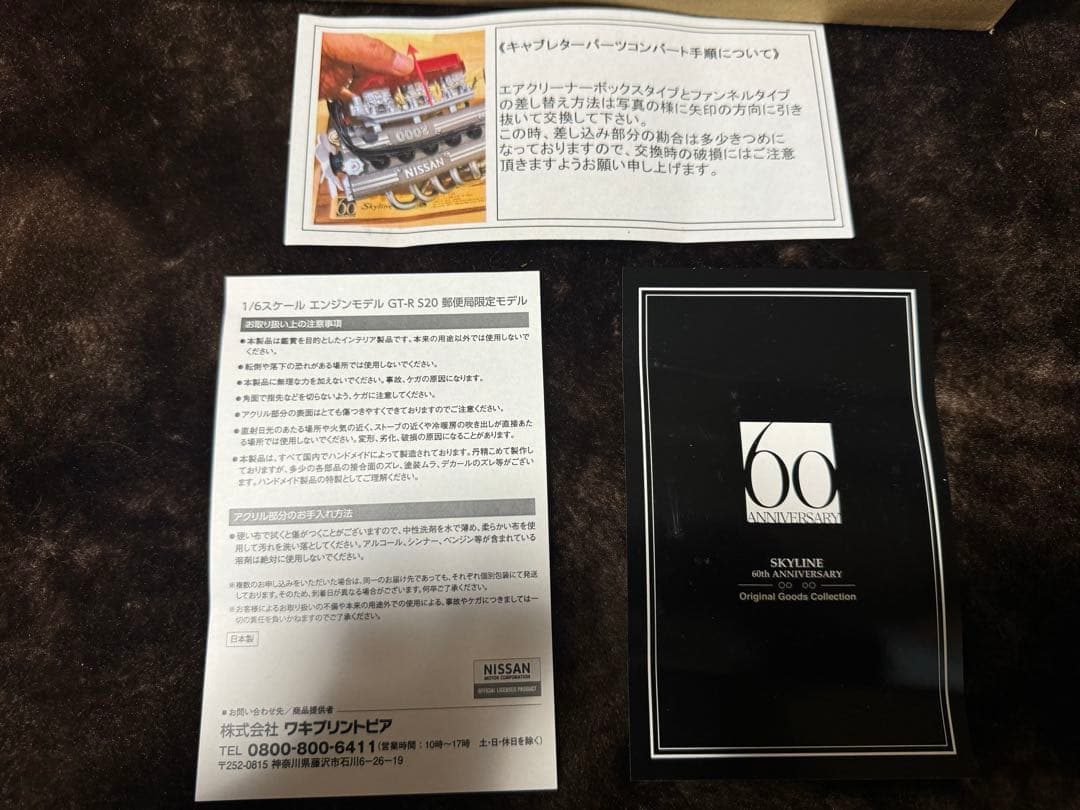 《キャブレターパーツコンバート手順について》
エアクリーナーボックスタイプとファンネルタイプ
の差し替え方法は写真の様に矢印の方向に引き
抜いて交換して下さい。
この時、差し込み部分の勘合は多少きつめに
なっておりますので、交換時の破損にはご注意
頂きますようお願い申し上げます。
2000
NISSAN
60 Skyline
1/6スケール エンジンモデル GT-R S20 郵便局限定モデル
お取り扱い上の注意事項
●本製品は鑑賞を目的としたインテリア製品です。本来の用途以外では使用しないで
ください。
●転倒や落下の恐れがある場所では使用しないでください。
●本製品に無理な力を加えないでください。事故、ケガの原因になります。
●角面で指先などを切らないよう、ケガに注意してください。
●アクリル部分の表面はとても傷つきやすくできておりますのでご注意ください。
●直射日光のあたる場所や火気の近く、ストーブの近くや冷暖房の吹き出しが直接あた
る場所では使用しないでください。変形、劣化、破損の原因になることがあります。
●本製品は、すべて国内でハンドメイドによって製造されております。丹精こめて製作し
ておりますが、多少の各部品の接合面のズレ、塗装ムラ、デカールのズレ等がござい
ます。ハンドメイド製品の特製としてご理解ください。
アクリル部分のお手入れ方法
●硬い布で拭くと傷がつくことがございますので、中性洗剤を水で薄め、柔らかい布を使
用して汚れを洗い落としてください。アルコール、シンナー、ベンジン等が含まれている
溶剤は絶対に使用しないでください。
※複数のお申し込みをいただいた場合は、同一のお届け先であっても、それぞれ個別包装にて発送
しております。そのため、到着日が異なる場合がございます。何卒ご了承ください。
※お客様によるお取り扱いの不備や本来の用途外での使用による、事故やケガにつきましては一
切の責任を負いかねますのでご了承ください。
日本製
NISSAN
MOTOR CORPORATION
OFFICIAL LICENSED PRODUCT
■お問い合わせ先／商品提供者
株式会社 ワキプリントピア
TEL 0800-800-6411(営業時間：10時〜17時 土・日・休日を除く)
〒252-0815 神奈川県藤沢市石川6-26-19
60
ANNIVERSARY
SKYLINE
60th ANNIVERSARY
Original Goods Collection